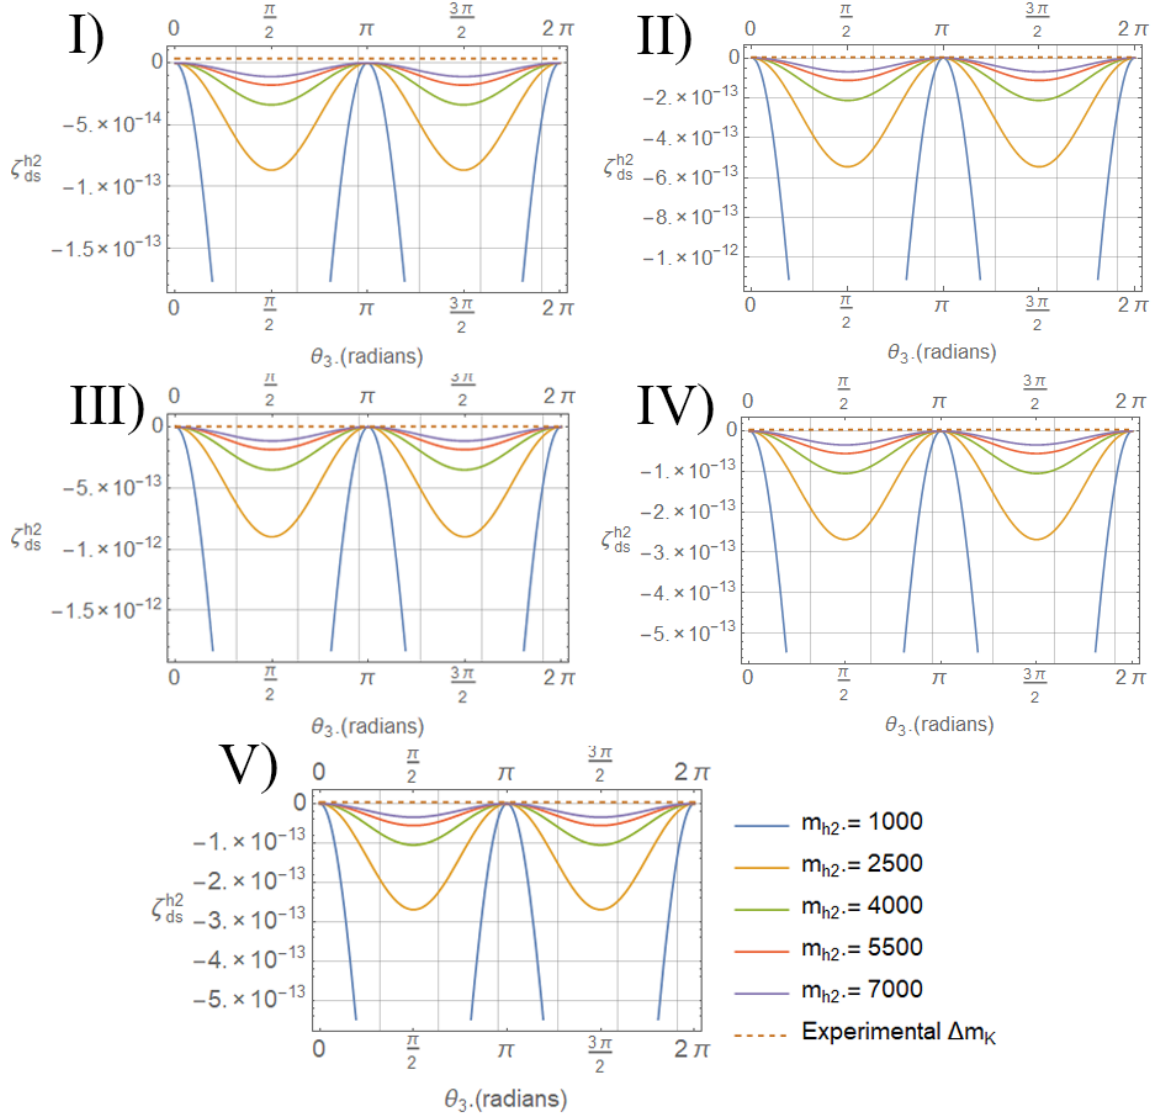 I)
0 π/2 π 3π/2 2π
0
−5.×10⁻¹⁴
−1.×10⁻¹³
−1.5×10⁻¹³
ζ_ds^h2
0 π/2 π 3π/2 2π
θ₃.(radians)
II)
0 π/2 π 3π/2 2π
0
−2.×10⁻¹³
−4.×10⁻¹³
−6.×10⁻¹³
−8.×10⁻¹³
−1.×10⁻¹²
ζ_ds^h2
0 π/2 π 3π/2 2π
θ₃.(radians)
III)
0 π/2 π 3π/2 2π
0
−5.×10⁻¹³
−1.×10⁻¹²
−1.5×10⁻¹²
ζ_ds^h2
0 π/2 π 3π/2 2π
θ₃.(radians)
IV)
0 π/2 π 3π/2 2π
0
−1.×10⁻¹³
−2.×10⁻¹³
−3.×10⁻¹³
−4.×10⁻¹³
−5.×10⁻¹³
ζ_ds^h2
0 π/2 π 3π/2 2π
θ₃.(radians)
V)
0 π/2 π 3π/2 2π
0
−1.×10⁻¹³
−2.×10⁻¹³
−3.×10⁻¹³
−4.×10⁻¹³
−5.×10⁻¹³
ζ_ds^h2
0 π/2 π 3π/2 2π
θ₃.(radians)
m_h2.= 1000
m_h2.= 2500
m_h2.= 4000
m_h2.= 5500
m_h2.= 7000
Experimental Δm_K